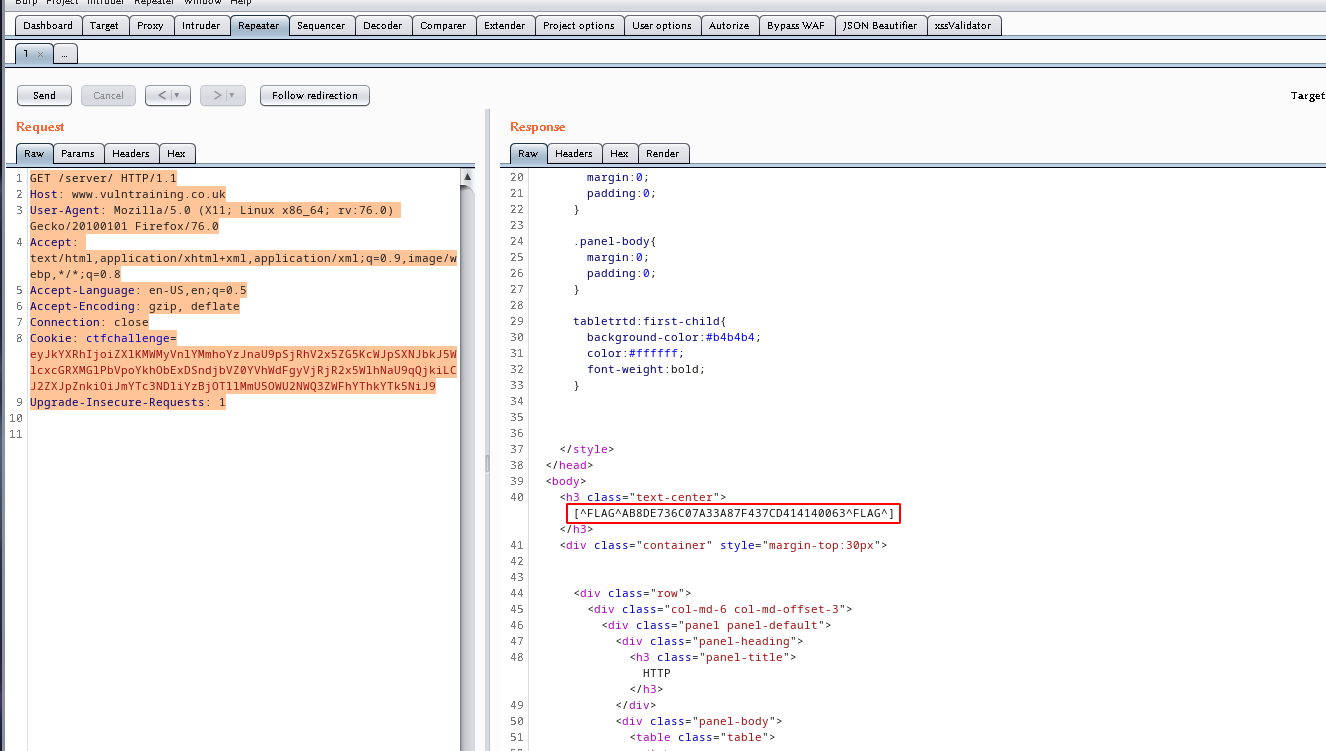 Burp Project Intruder Repeater Window Help
Dashboard Target Proxy Intruder Repeater Sequencer Decoder Comparer Extender Project options User options Autorize Bypass WAF JSON Beautifier xssValidator
1 × ...
Send Cancel < ▼ > ▼ Follow redirection Target
Request
Raw Params Headers Hex
1 GET /server/ HTTP/1.1
2 Host: www.vulntraining.co.uk
3 User-Agent: Mozilla/5.0 (X11; Linux x86_64; rv:76.0)
Gecko/20100101 Firefox/76.0
4 Accept:
text/html,application/xhtml+xml,application/xml;q=0.9,image/w
ebp,*/*;q=0.8
5 Accept-Language: en-US,en;q=0.5
6 Accept-Encoding: gzip, deflate
7 Connection: close
8 Cookie: ctfchallenge=
9 Upgrade-Insecure-Requests: 1
10
11
Response
Raw Headers Hex Render
20 margin:0;
21 padding:0;
22 }
23
24 .panel-body{
25 margin:0;
26 padding:0;
27 }
28
29 tabletrtd:first-child{
30 background-color:#b4b4b4;
31 color:#ffffff;
32 font-weight:bold;
33 }
34
35
36
37 </style>
38 </head>
39 <body>
40 <h3 class="text-center">
[^FLAG^AB8DE736C07A33A87F437CD414140063^FLAG^]
</h3>
41 <div class="container" style="margin-top:30px">
42
43
44 <div class="row">
45 <div class="col-md-6 col-md-offset-3">
46 <div class="panel panel-default">
47 <div class="panel-heading">
48 <h3 class="panel-title">
HTTP
</h3>
49 </div>
50 <div class="panel-body">
51 <table class="table">